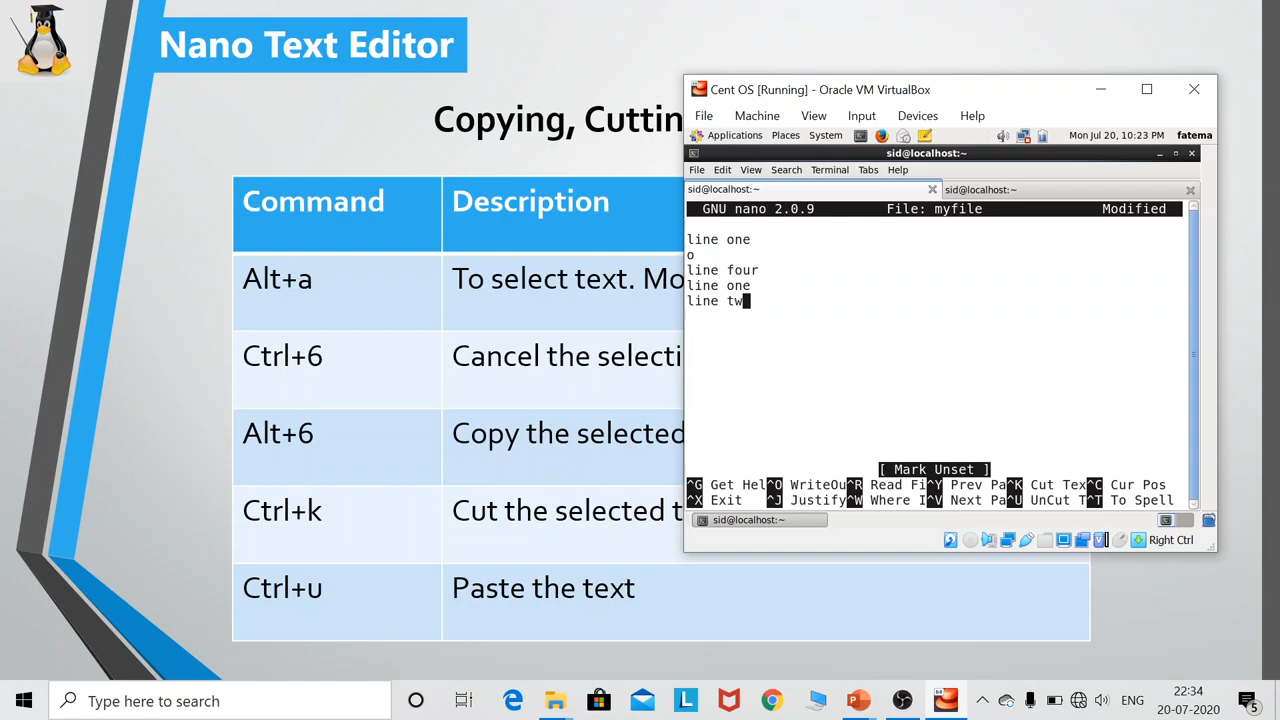 Nano Text Editor
Copying, Cuttin
Command Description
Alt+a To select text. Mo
Ctrl+6 Cancel the selecti
Alt+6 Copy the selected
Ctrl+k Cut the selected t
Ctrl+u Paste the text
Cent OS [Running] - Oracle VM VirtualBox
File Machine View Input Devices Help
Applications Places System Mon Jul 20, 10:23 PM fatema
sid@localhost:~
File Edit View Search Terminal Tabs Help
sid@localhost:~ sid@localhost:~
GNU nano 2.0.9 File: myfile Modified
line one
o
line four
line one
line tw
[ Mark Unset ]
^G Get Hel^O WriteOu^R Read Fi^Y Prev Pa^K Cut Tex^C Cur Pos
^X Exit ^J Justify^W Where I^V Next Pa^U UnCut T^T To Spell
sid@localhost:~
Right Ctrl
Type here to search
ENG
22:34
20-07-2020
5